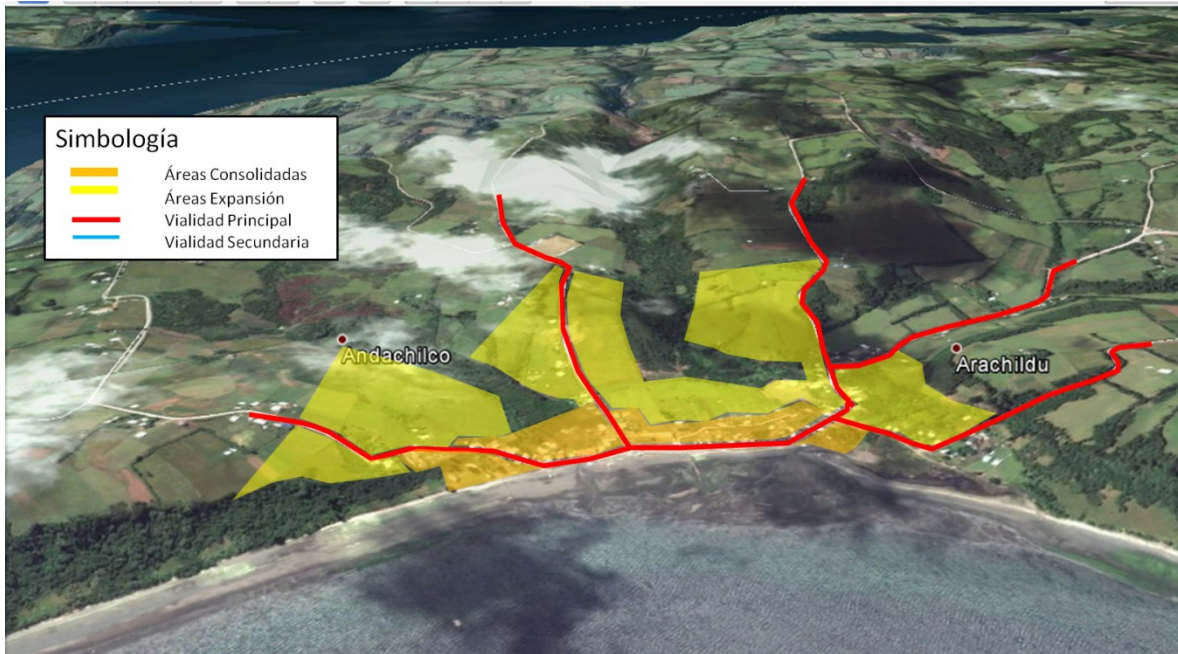 Simbología
Áreas Consolidadas
Áreas Expansión
Vialidad Principal
Vialidad Secundaria
Andachilco
Arachildu